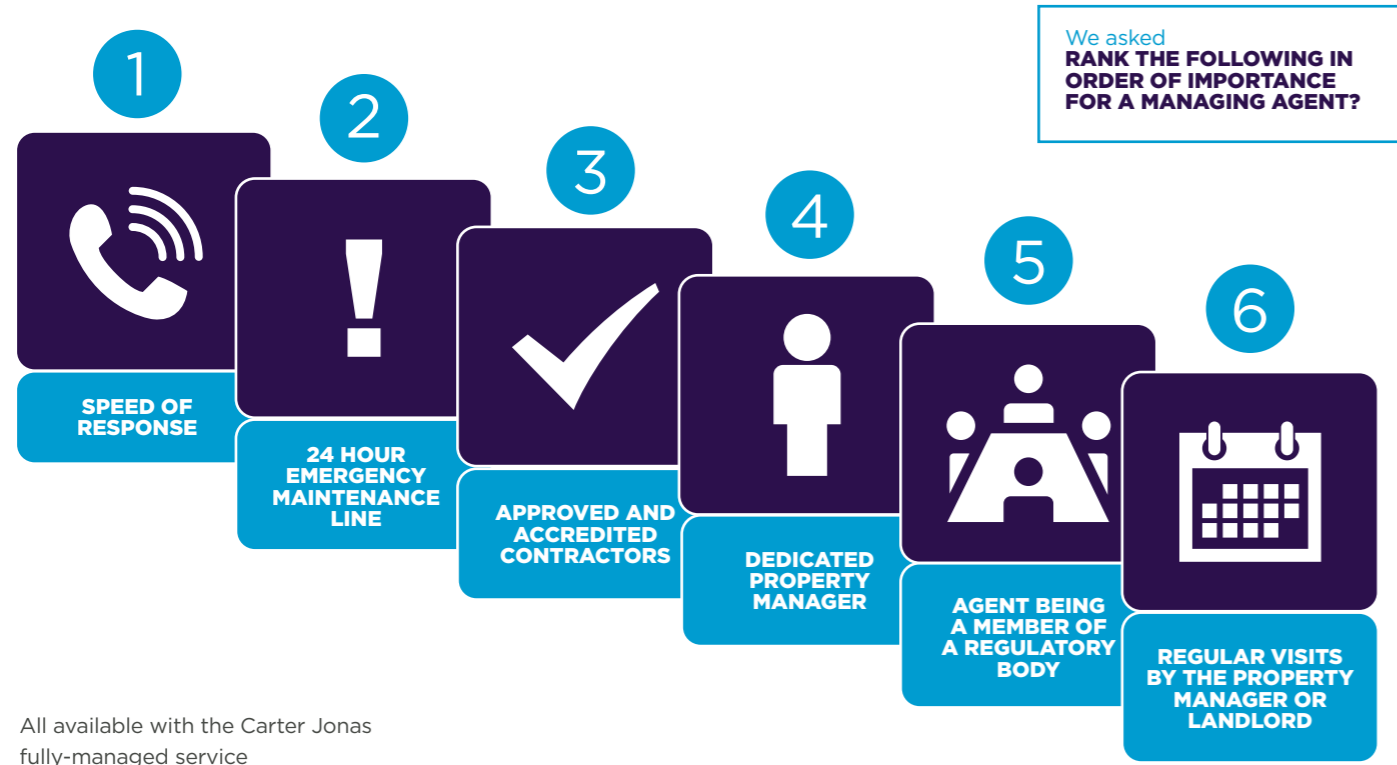 We asked
RANK THE FOLLOWING IN
ORDER OF IMPORTANCE
FOR A MANAGING AGENT?
1
SPEED OF
RESPONSE
2
!
24 HOUR
EMERGENCY
MAINTENANCE
LINE
3
APPROVED AND
ACCREDITED
CONTRACTORS
4
DEDICATED
PROPERTY
MANAGER
5
AGENT BEING
A MEMBER OF
A REGULATORY
BODY
6
REGULAR VISITS
BY THE PROPERTY
MANAGER OR
LANDLORD
All available with the Carter Jonas
fully-managed service